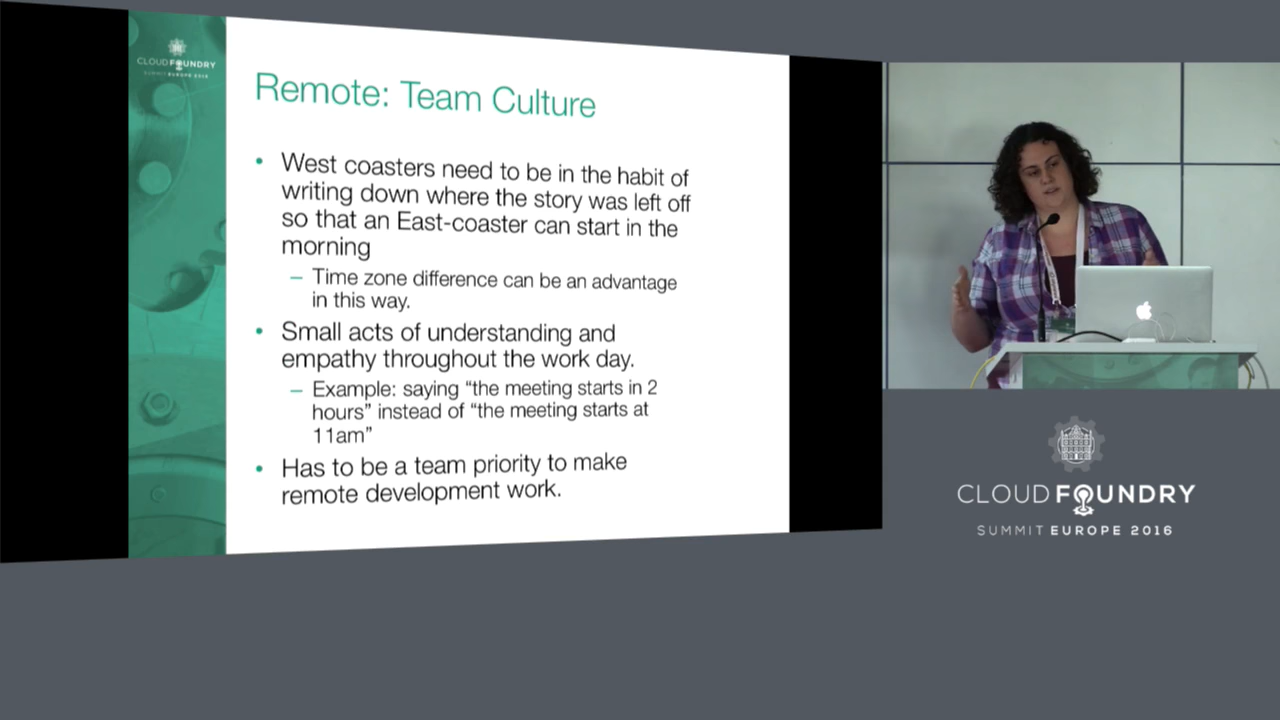 CLOUD FOUNDRY
SUMMIT EUROPE 2016
Remote: Team Culture
• West coasters need to be in the habit of
writing down where the story was left off
so that an East-coaster can start in the
morning
– Time zone difference can be an advantage
in this way.
• Small acts of understanding and
empathy throughout the work day.
– Example: saying “the meeting starts in 2
hours” instead of “the meeting starts at
11am”
• Has to be a team priority to make
remote development work.
CLOUD FOUNDRY
SUMMIT EUROPE 2016